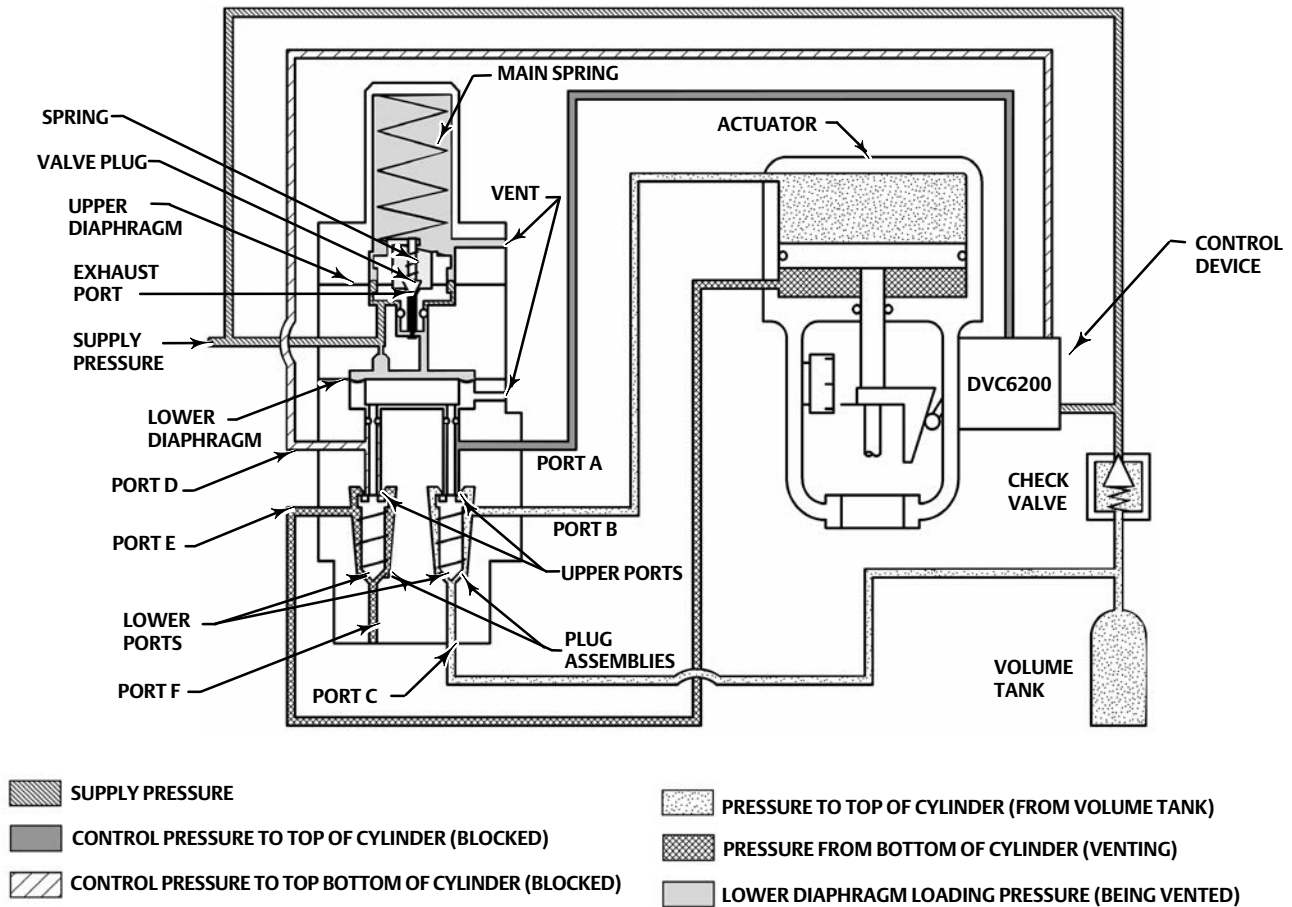 MAIN SPRING
SPRING
ACTUATOR
VALVE PLUG
VENT
UPPER
DIAPHRAGM
CONTROL
DEVICE
EXHAUST
PORT
SUPPLY
PRESSURE
DVC6200
LOWER
DIAPHRAGM
PORT A
PORT D
CHECK
VALVE
PORT E
PORT B
UPPER PORTS
LOWER
PORTS
PLUG
ASSEMBLIES
VOLUME
TANK
PORT F
PORT C
SUPPLY PRESSURE
CONTROL PRESSURE TO TOP OF CYLINDER (BLOCKED)
CONTROL PRESSURE TO TOP BOTTOM OF CYLINDER (BLOCKED)
PRESSURE TO TOP OF CYLINDER (FROM VOLUME TANK)
PRESSURE FROM BOTTOM OF CYLINDER (VENTING)
LOWER DIAPHRAGM LOADING PRESSURE (BEING VENTED)